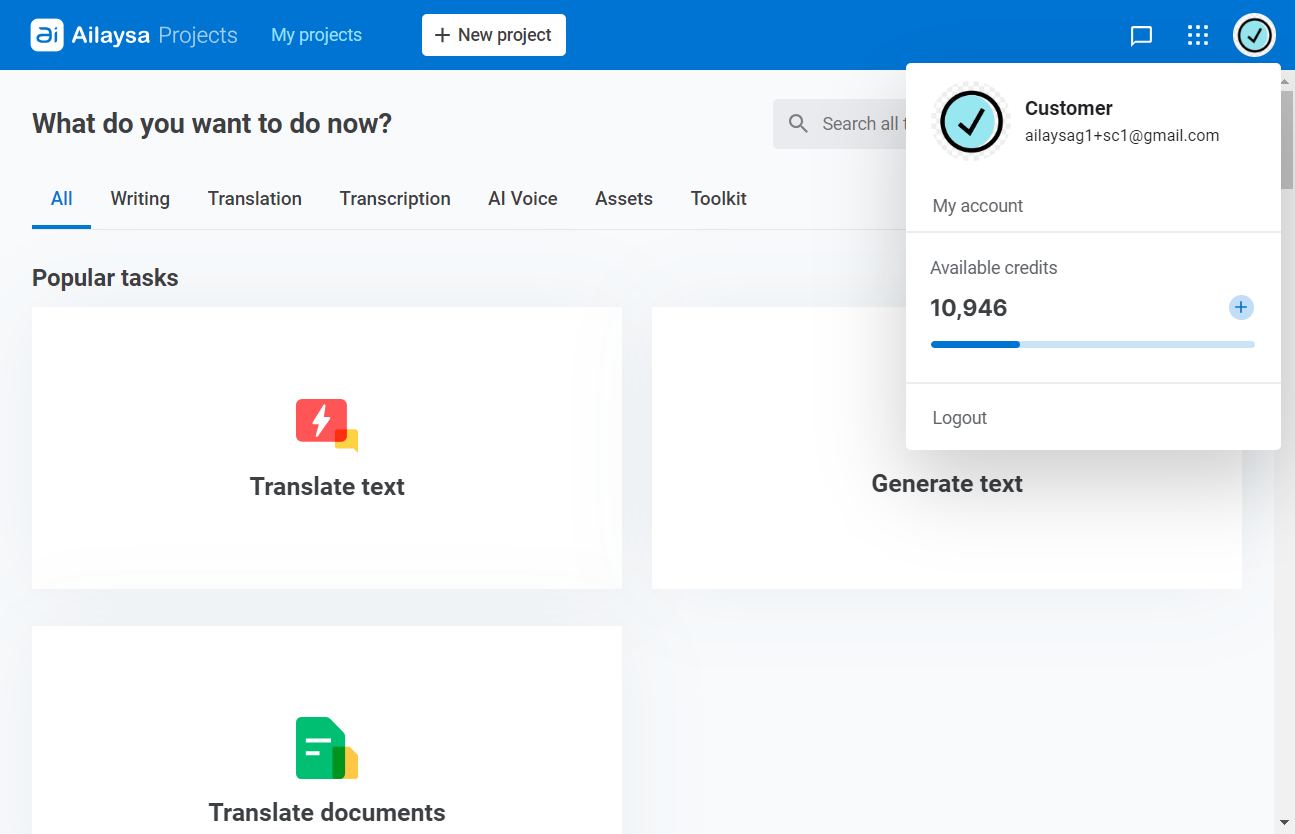 ai Ailaysa Projects
My projects
+ New project
What do you want to do now?
Search all
Customer
ailaysag1+sc1@gmail.com
My account
Available credits
10,946
Logout
All
Writing
Translation
Transcription
AI Voice
Assets
Toolkit
Popular tasks
Translate text
Generate text
Translate documents